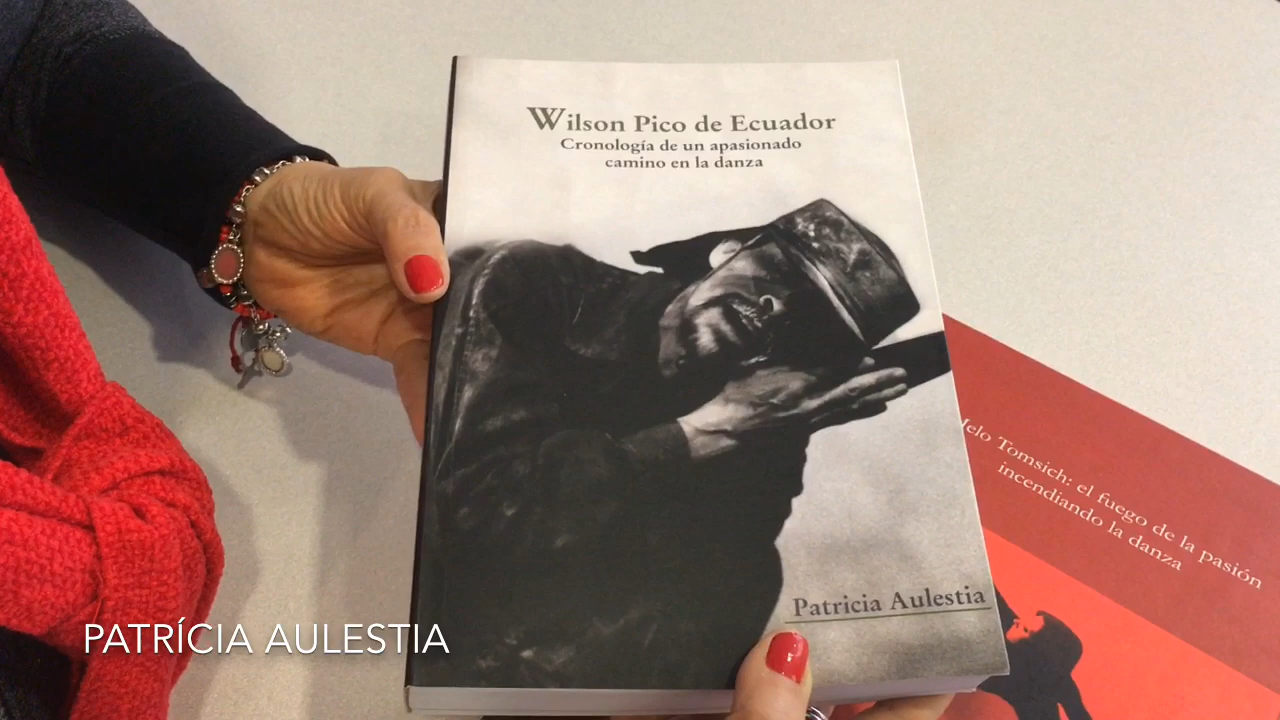 Wilson Pico de Ecuador
Cronología de un apasionado
camino en la danza
Patricia Aulestia
Tomsich: el fuego de la pasión
incendiando la danza
PATRÍCIA AULESTIA